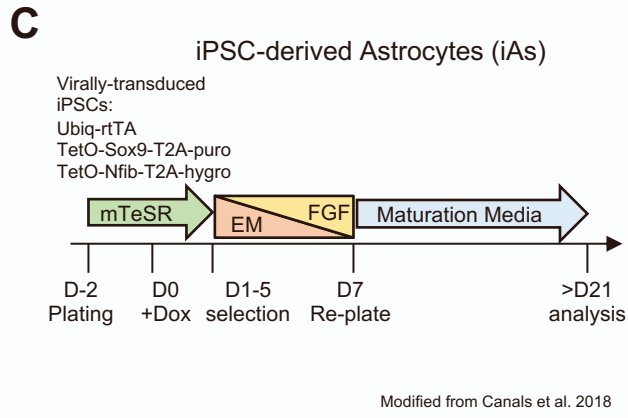 C
iPSC-derived Astrocytes (iAs)
Virally-transduced
iPSCs:
Ubiq-rtTA
TetO-Sox9-T2A-puro
TetO-Nfib-T2A-hygro
mTeSR
EM
FGF
Maturation Media
D-2
Plating
D0
+Dox
D1-5
selection
D7
Re-plate
>D21
analysis
Modified from Canals et al. 2018